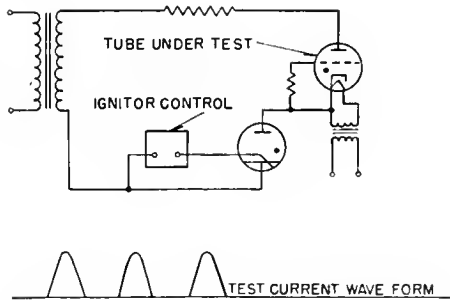 TUBE UNDER TEST
IGNITOR CONTROL
TEST CURRENT WAVE FORM